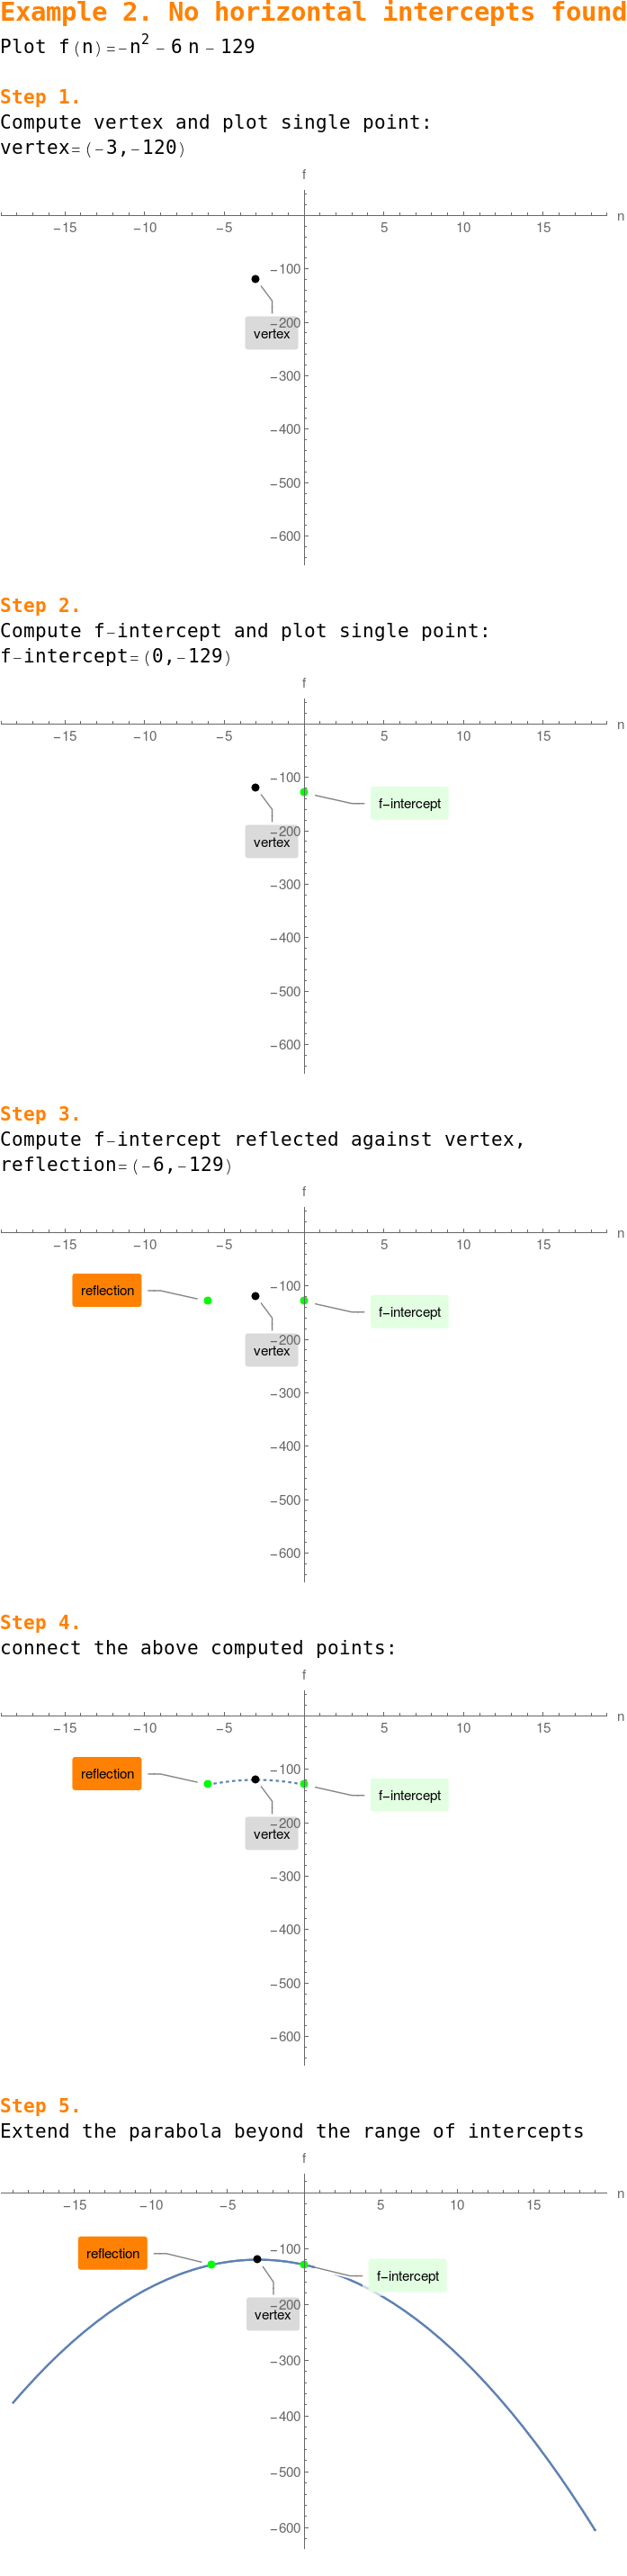 Example 2. No horizontal intercepts found
Plot f(n)=-n² - 6 n - 129
Step 1.
Compute vertex and plot single point:
vertex=(-3,-120)
f
n
-15 -10 -5 5 10 15
-100
-200
vertex
-300
-400
-500
-600
Step 2.
Compute f-intercept and plot single point:
f-intercept=(0,-129)
f
n
-15 -10 -5 5 10 15
-100
f-intercept
-200
vertex
-300
-400
-500
-600
Step 3.
Compute f-intercept reflected against vertex,
reflection=(-6,-129)
f
n
-15 -10 -5 5 10 15
-100
reflection
f-intercept
-200
vertex
-300
-400
-500
-600
Step 4.
connect the above computed points:
f
n
-15 -10 -5 5 10 15
-100
reflection
f-intercept
-200
vertex
-300
-400
-500
-600
Step 5.
Extend the parabola beyond the range of intercepts
f
n
-15 -10 -5 5 10 15
-100
reflection
f-intercept
-200
vertex
-300
-400
-500
-600